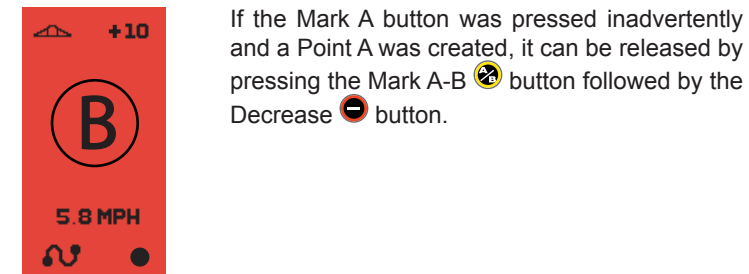 +10
B
5.8 MPH
If the Mark A button was pressed inadvertently
and a Point A was created, it can be released by
pressing the Mark A-B A/B button followed by the
Decrease button.